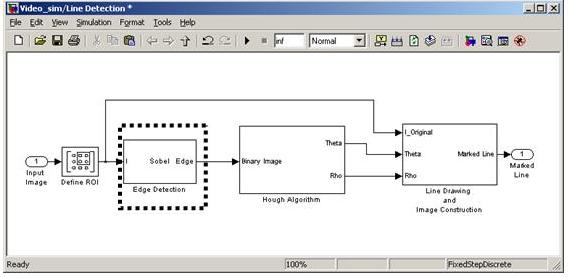 Video_sim/Line Detection *
File Edit View Simulation Format Tools Help
inf Normal
1
Input
Image
Define ROI
I Sobel Edge
Edge Detection
Binary Image
Theta
Rho
Hough Algorithm
I_Original
Theta
Rho
Marked Line
Line Drawing
and
Image Construction
1
Marked
Line
Ready 100% FixedStepDiscrete